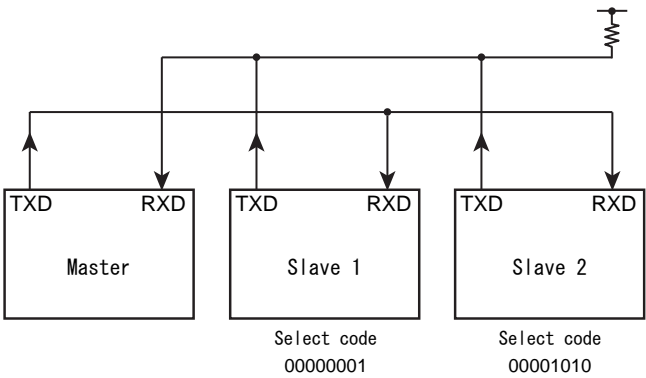 TXD RXD TXD RXD TXD RXD
Master Slave 1 Slave 2
Select code Select code
00000001 00001010